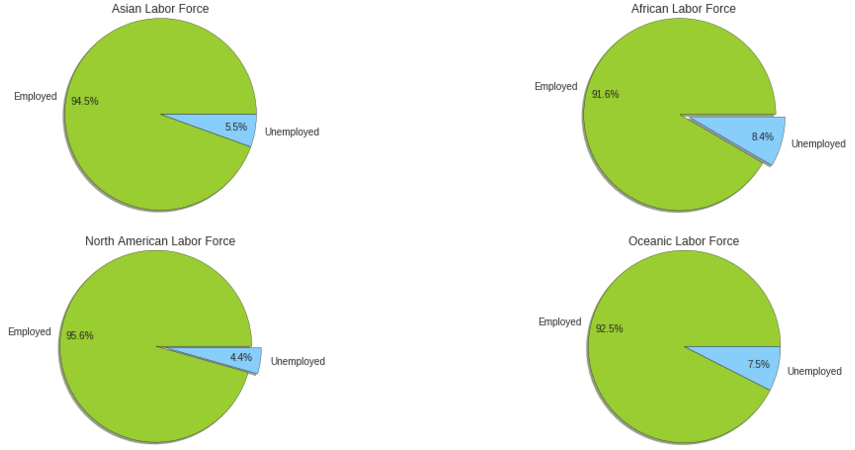 Asian Labor Force
Employed
94.5%
5.5%
Unemployed
African Labor Force
Employed
91.6%
8.4%
Unemployed
North American Labor Force
Employed
95.6%
4.4%
Unemployed
Oceanic Labor Force
Employed
92.5%
7.5%
Unemployed